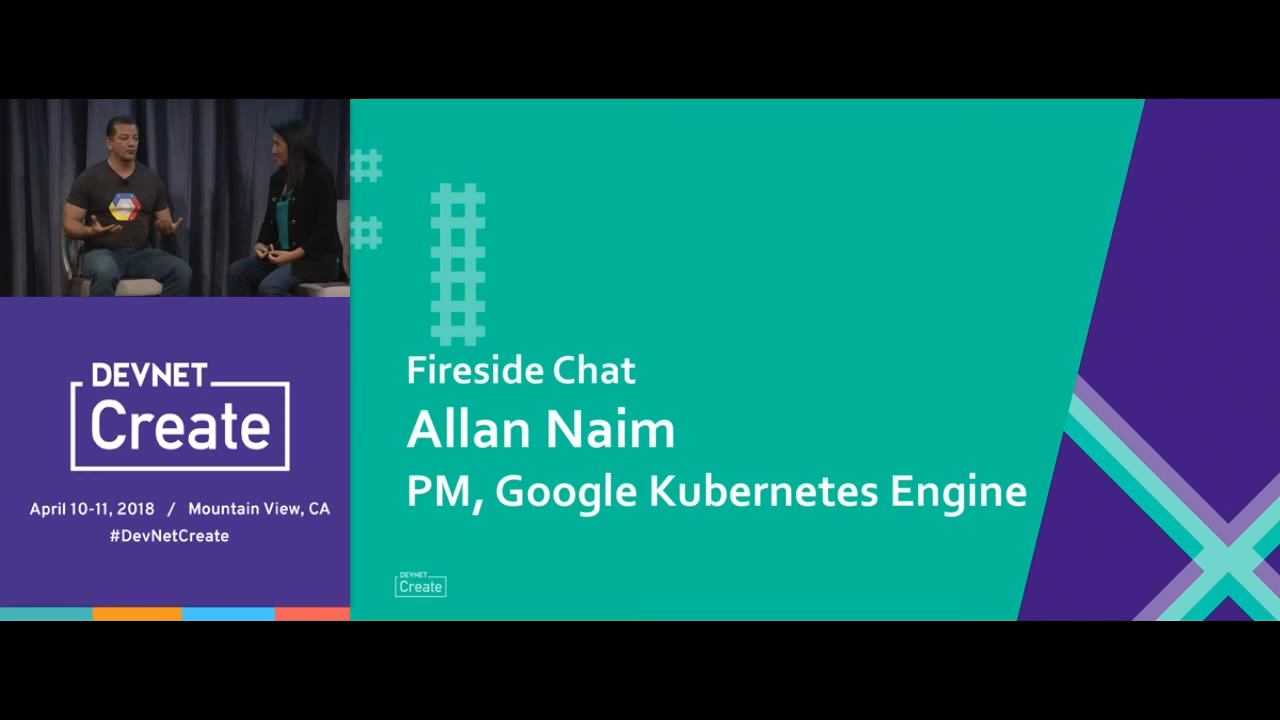 DEVNET
Create
April 10-11, 2018 / Mountain View, CA
#DevNetCreate
Fireside Chat
Allan Naim
PM, Google Kubernetes Engine
DEVNET
Create